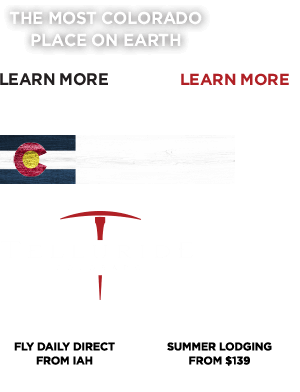 THE MOST COLORADO
PLACE ON EARTH
LEARN MORE
LEARN MORE
FLY DAILY DIRECT
FROM IAH
SUMMER LODGING
FROM $139